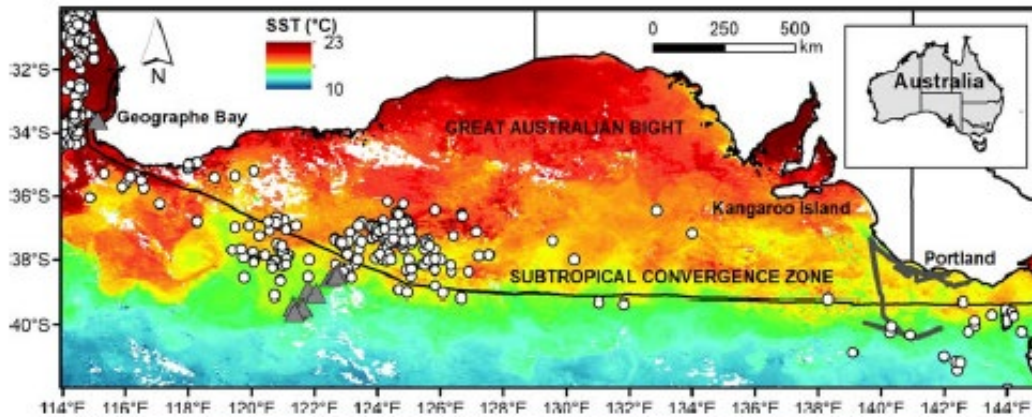 SST (°C)
23
10
0 250 500
km
N
Australia
32°S
34°S
36°S
38°S
40°S
Geographe Bay
GREAT AUSTRALIAN BIGHT
Kangaroo Island
Portland
SUBTROPICAL CONVERGENCE ZONE
114°E 116°E 118°E 120°E 122°E 124°E 126°E 128°E 130°E 132°E 134°E 136°E 138°E 140°E 142°E 144°E